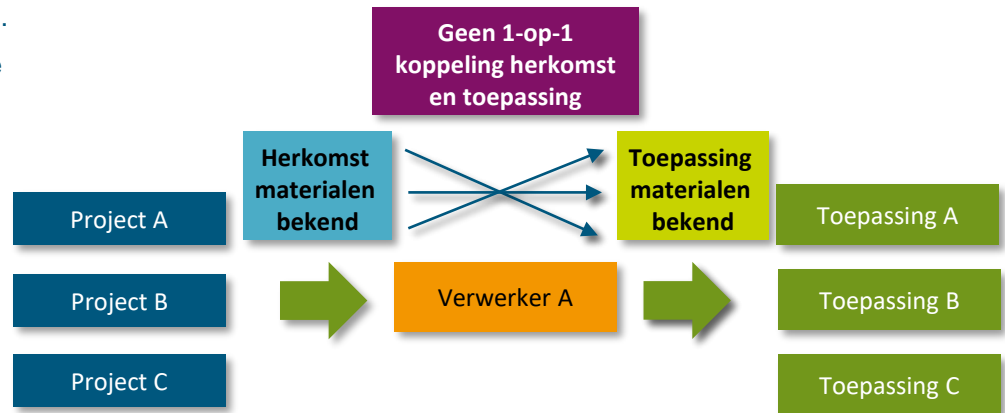 .
e
Geen 1-op-1
koppeling herkomst
en toepassing
Herkomst
materialen
bekend
Toepassing
materialen
bekend
Project A
Toepassing A
Project B
Verwerker A
Toepassing B
Project C
Toepassing C